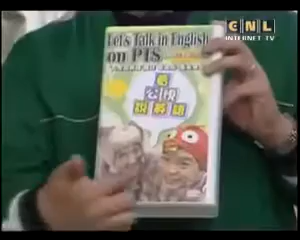 CNL
INTERNET TV
Let's Talk in English
on PTS
看
公視
說英語